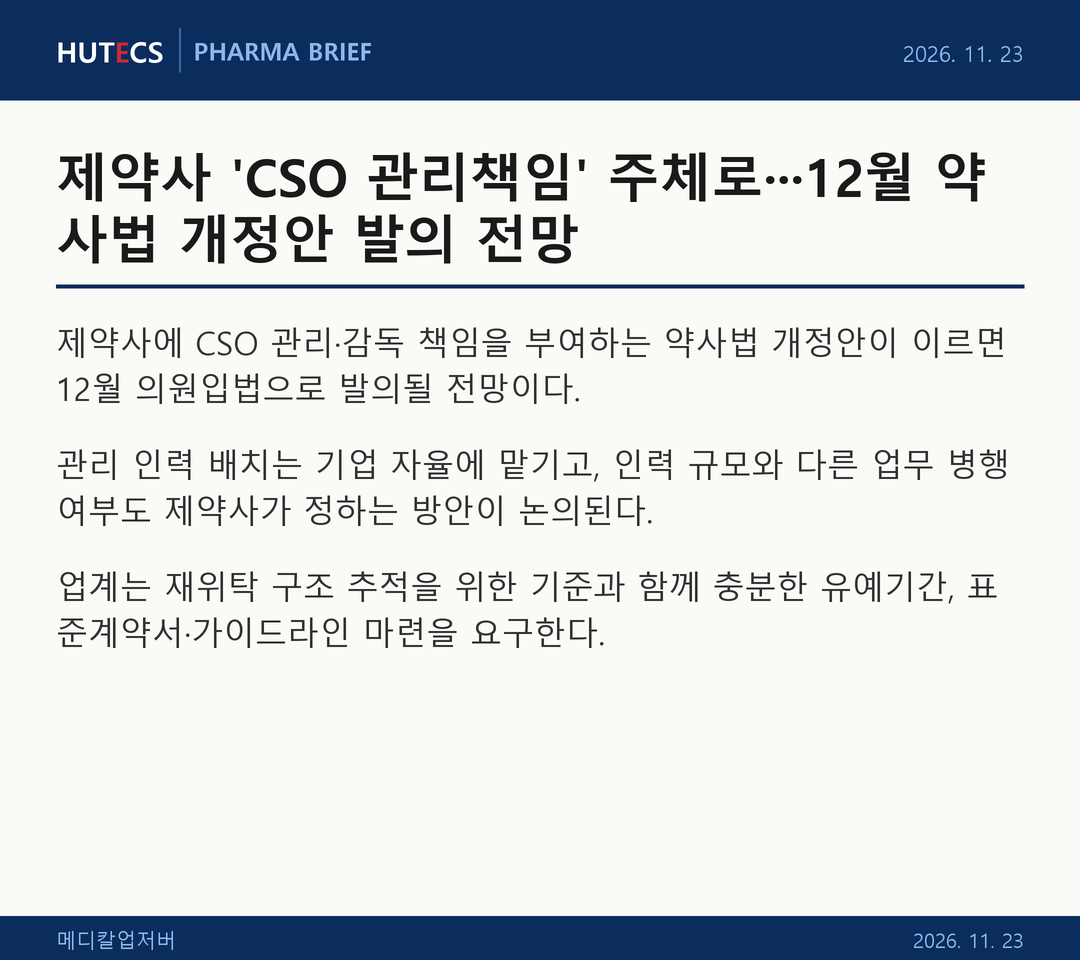 HUTECS | PHARMA BRIEF
2026. 11. 23
제약사 'CSO 관리책임' 주체로···12월 약
사법 개정안 발의 전망
제약사에 CSO 관리·감독 책임을 부여하는 약사법 개정안이 이르면
12월 의원입법으로 발의될 전망이다.
관리 인력 배치는 기업 자율에 맡기고, 인력 규모와 다른 업무 병행
여부도 제약사가 정하는 방안이 논의된다.
업계는 재위탁 구조 추적을 위한 기준과 함께 충분한 유예기간, 표
준계약서·가이드라인 마련을 요구한다.
메디칼업저버
2026. 11. 23